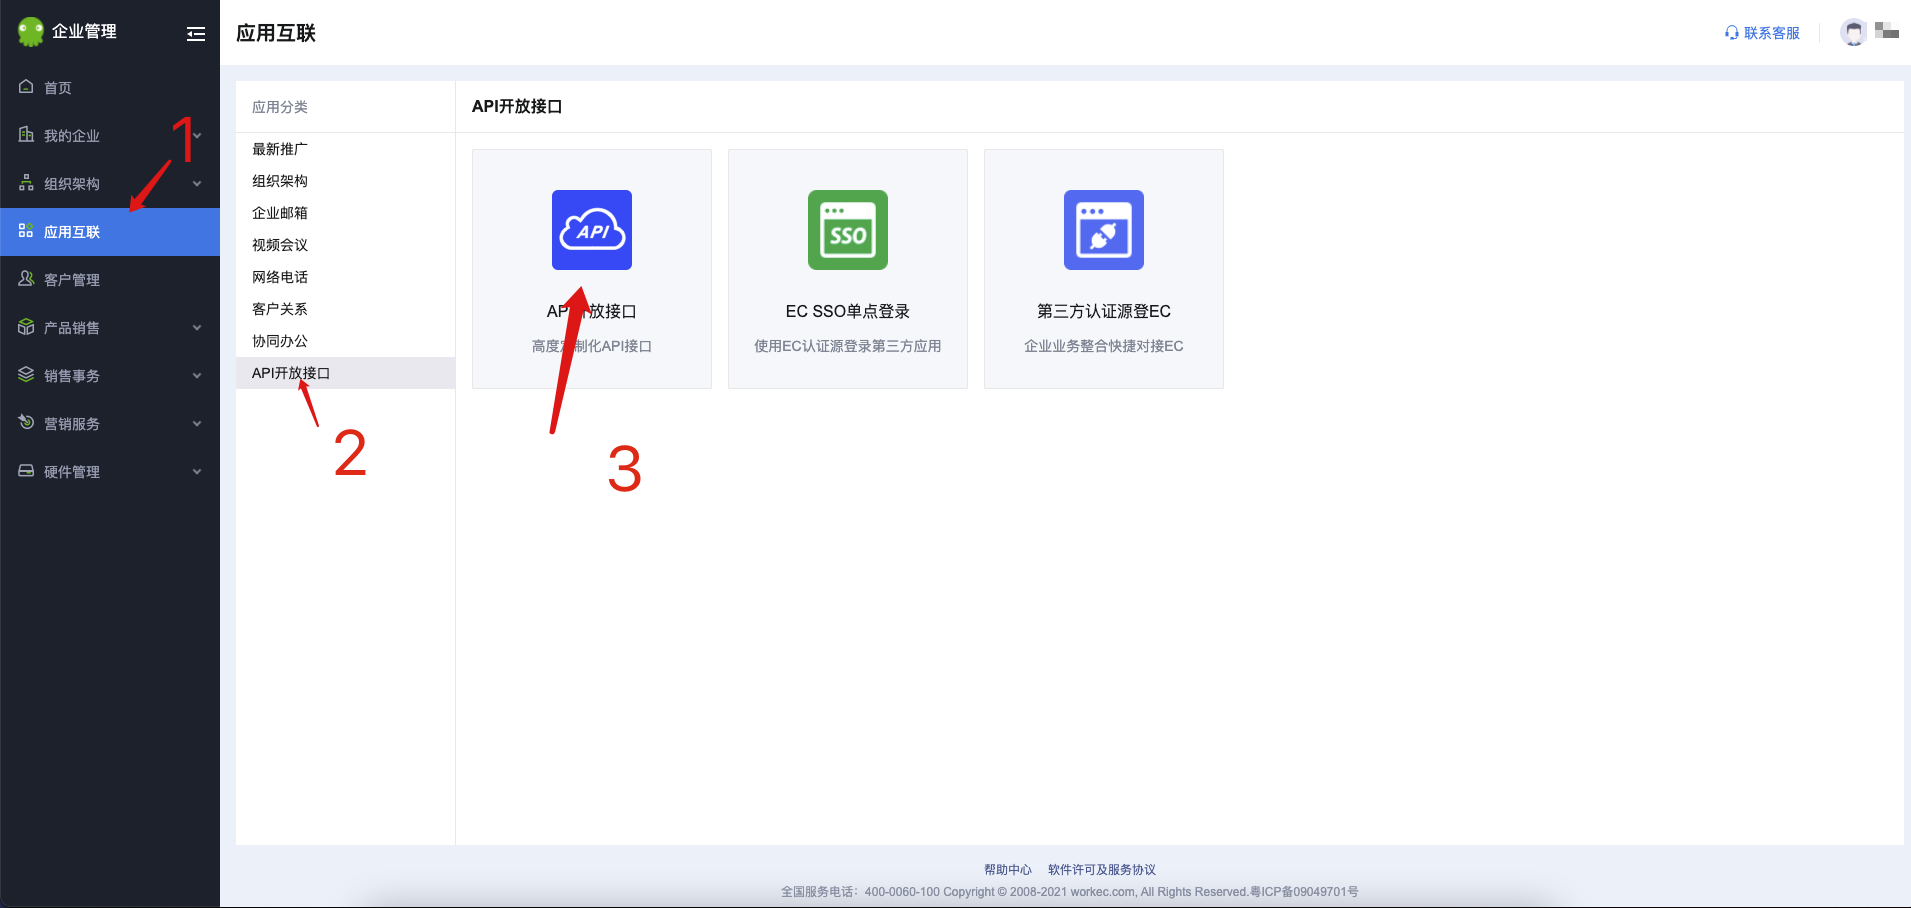 企业管理
首页
我的企业
组织架构
应用互联
客户管理
产品销售
销售事务
营销服务
硬件管理
1
应用互联
联系客服
应用分类
最新推广
组织架构
企业邮箱
视频会议
网络电话
客户关系
协同办公
API开放接口
2
API开放接口
API
API开放接口
高度定制化API接口
3
SSO
EC SSO单点登录
使用EC认证源登录第三方应用
第三方认证源登EC
企业业务整合快捷对接EC
帮助中心 软件许可及服务协议
全国服务电话：400-0060-100 Copyright © 2008-2021 workec.com, All Rights Reserved.粤ICP备09049701号